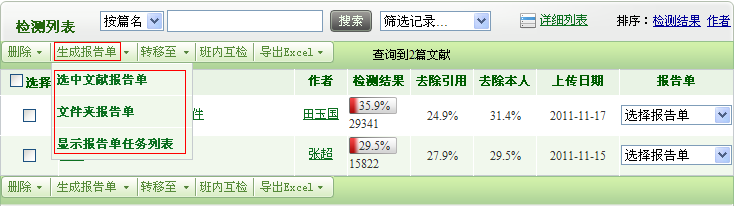 检测列表 按篇名 搜索 筛选记录… 详细列表 排序： 检测结果 作者
删除 生成报告单 转移至 班内互检 导出Excel 查询到2篇文献
选择 作者 检测结果 去除引用 去除本人 上传日期 报告单
选中文献报告单
文件夹报告单
显示报告单任务列表
件 田玉国 35.9% 24.9% 31.4% 2011-11-17 选择报告单
29341
张超 29.5% 27.9% 29.5% 2011-11-15 选择报告单
15822
删除 生成报告单 转移至 班内互检 导出Excel